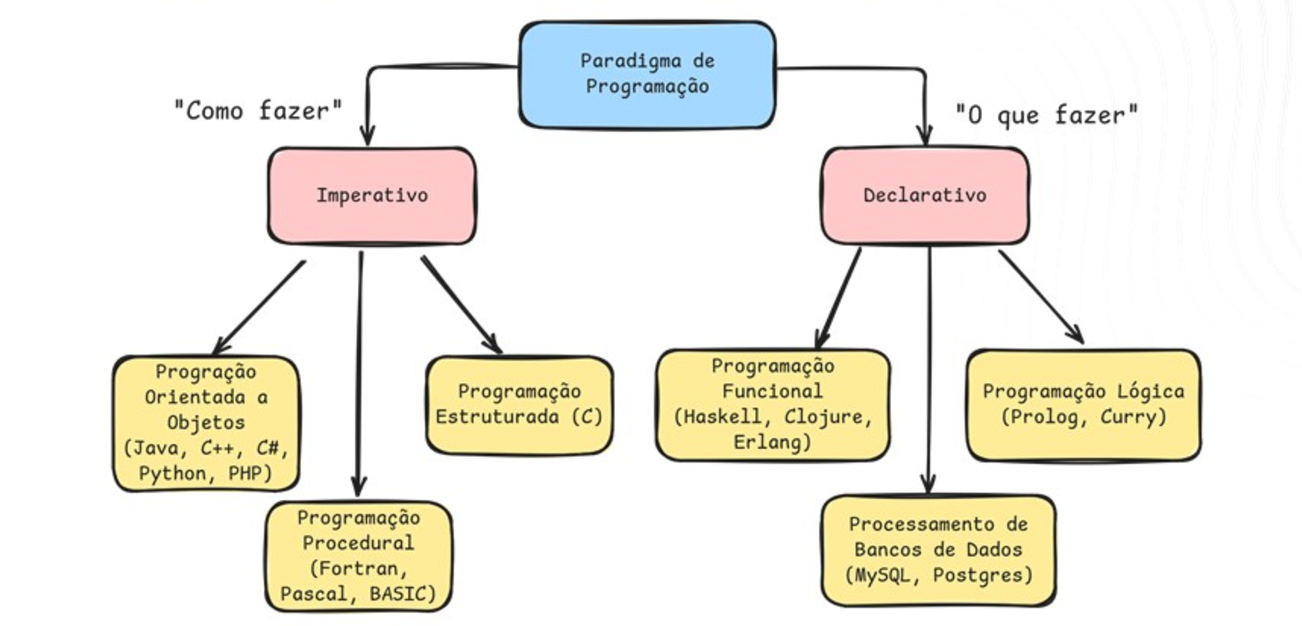 Paradigma de
Programação
"Como fazer"
"O que fazer"
Imperativo
Declarativo
Progração
Orientada a
Objetos
(Java, C++, C#,
Python, PHP)
Programação
Estruturada (C)
Programação
Procedural
(Fortran,
Pascal, BASIC)
Programação
Funcional
(Haskell, Clojure,
Erlang)
Programação Lógica
(Prolog, Curry)
Processamento de
Bancos de Dados
(MySQL, Postgres)